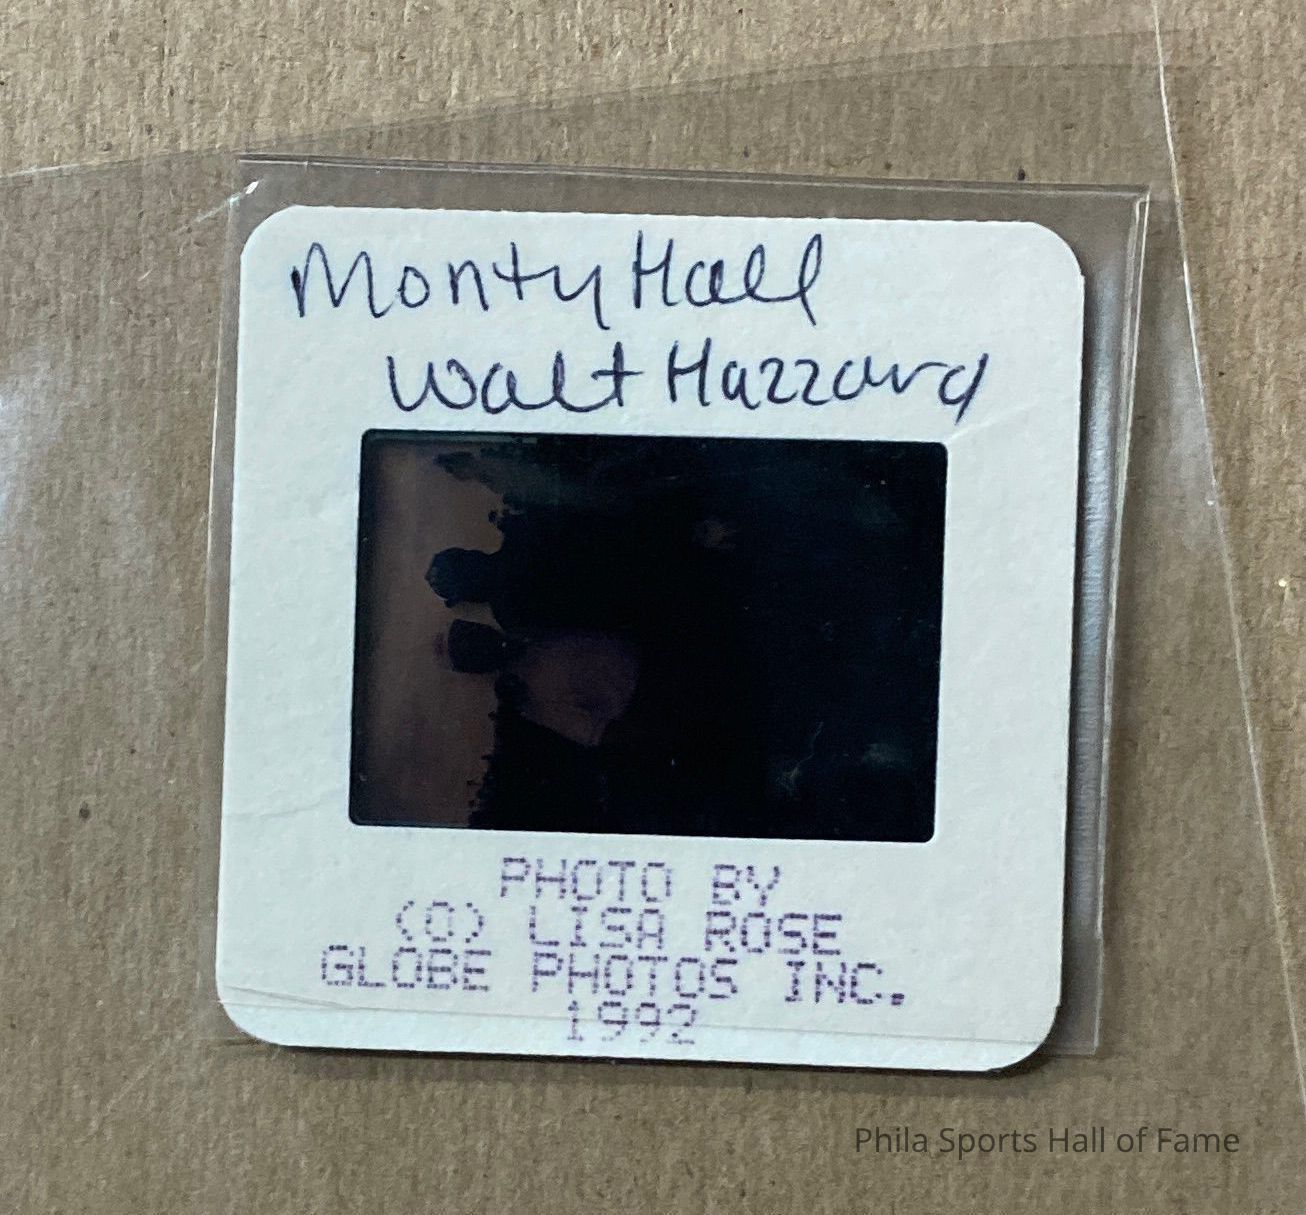 Monty Hall
Walt Hazzard
PHOTO BY
(O) LISA ROSE
GLOBE PHOTOS INC.
1992
Phila Sports Hall of Fame